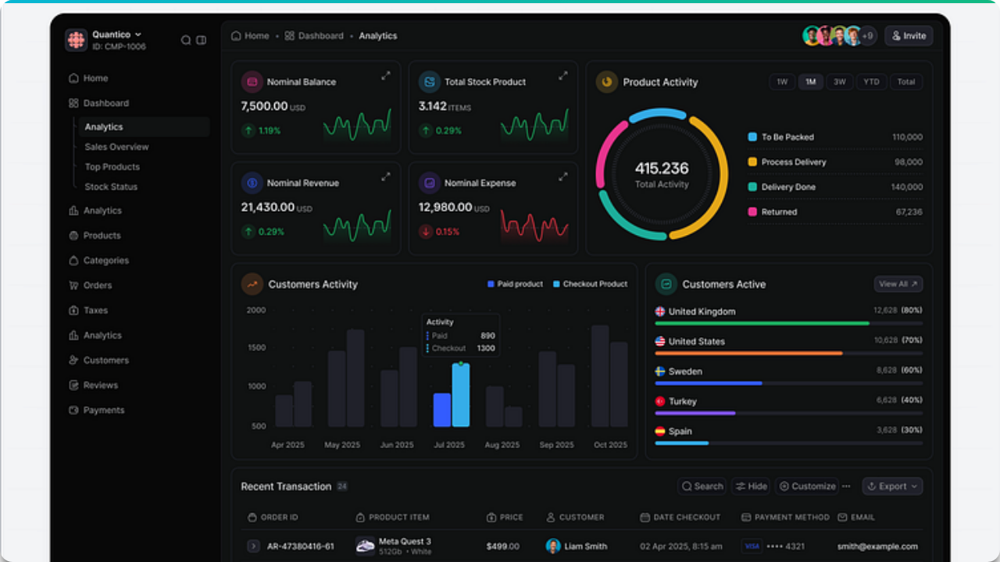 Quantico
ID: CMP-1006
Home
Dashboard
Analytics
Sales Overview
Top Products
Stock Status
Analytics
Products
Categories
Orders
Taxes
Analytics
Customers
Reviews
Payments
Home • Dashboard • Analytics
+9
Invite
Nominal Balance
7,500.00 USD
1.19%
Total Stock Product
3.142 ITEMS
0.29%
Nominal Revenue
21,430.00 USD
0.29%
Nominal Expense
12,980.00 USD
0.15%
Product Activity
1W 1M 3W YTD Total
415.236
Total Activity
To Be Packed 110,000
Process Delivery 98,000
Delivery Done 140,000
Returned 67,236
Customers Activity
Paid product Checkout Product
2000
1500
1000
500
Activity
Paid 890
Checkout 1300
Apr 2025 May 2025 Jun 2025 Jul 2025 Aug 2025 Sep 2025 Oct 2025
Customers Active
View All
United Kingdom 12,628 (80%)
United States 10,628 (70%)
Sweden 8,628 (60%)
Turkey 6,628 (40%)
Spain 3,628 (30%)
Recent Transaction 24
Search Hide Customize ••• Export
ORDER ID PRODUCT ITEM PRICE CUSTOMER DATE CHECKOUT PAYMENT METHOD EMAIL
AR-47380416-61 Meta Quest 3 $499.00 Liam Smith 02 Apr 2025, 8:15 am VISA •••• 4321 smith@example.com
512Gb • White